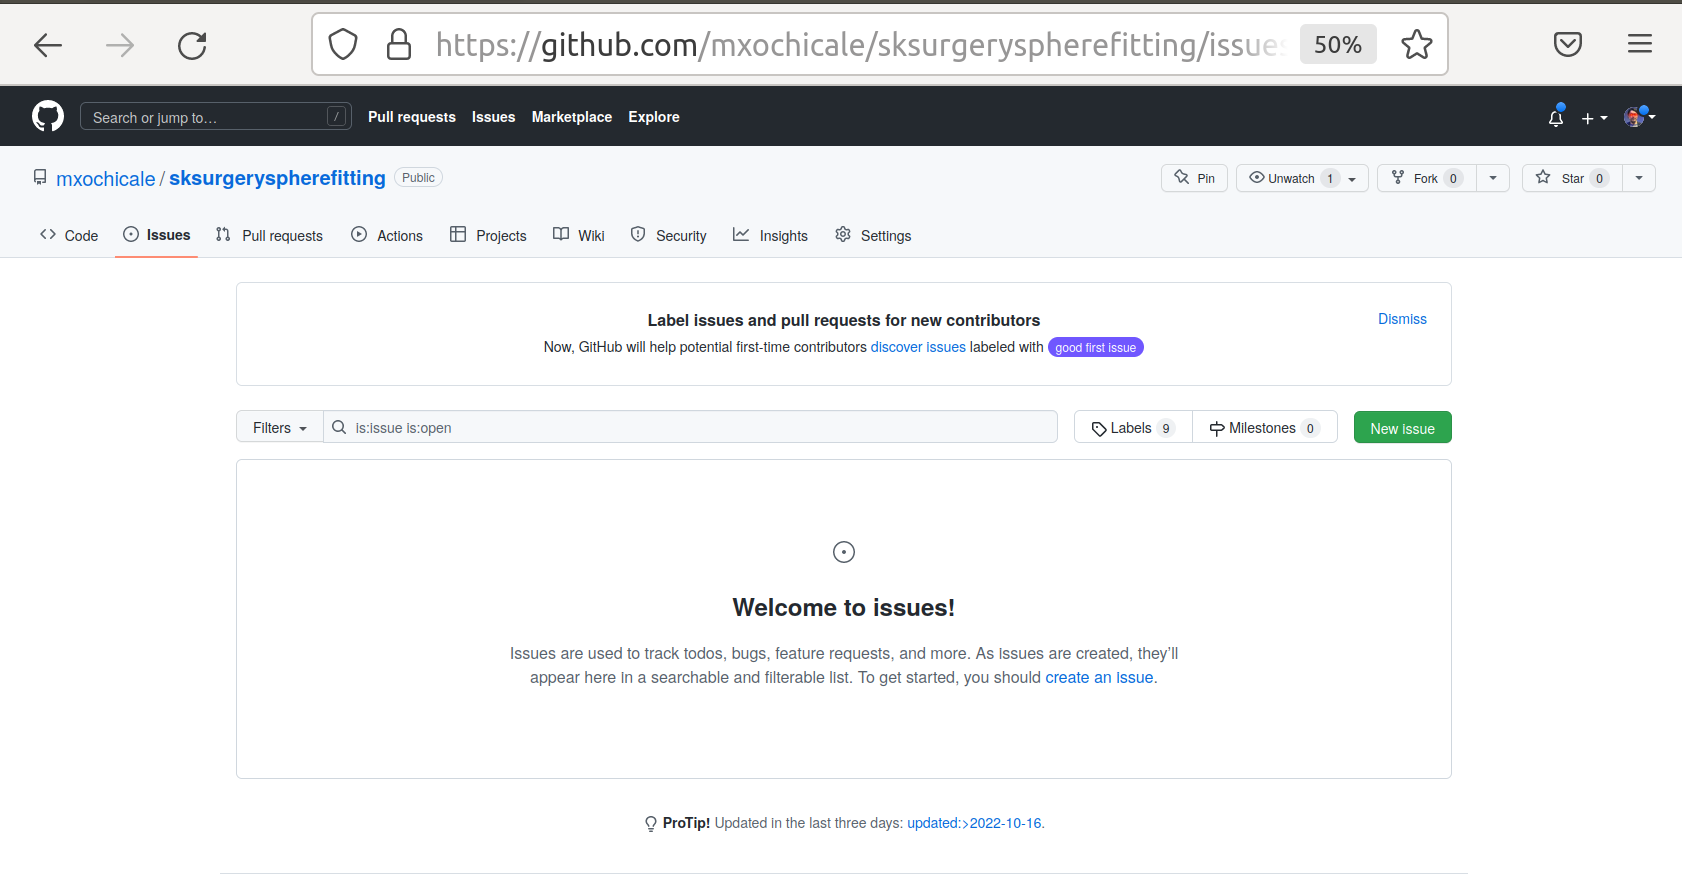 https://github.com/mxochicale/sksurgeryspherefitting/issues 50%
Search or jump to… / Pull requests Issues Marketplace Explore
mxochicale / sksurgeryspherefitting Public Pin Unwatch 1 Fork 0 Star 0
Code Issues Pull requests Actions Projects Wiki Security Insights Settings
Label issues and pull requests for new contributors
Dismiss
Now, GitHub will help potential first-time contributors discover issues labeled with good first issue
Filters is:issue is:open Labels 9 Milestones 0 New issue
Welcome to issues!
Issues are used to track todos, bugs, feature requests, and more. As issues are created, they’ll
appear here in a searchable and filterable list. To get started, you should create an issue.
ProTip! Updated in the last three days: updated:>2022-10-16.